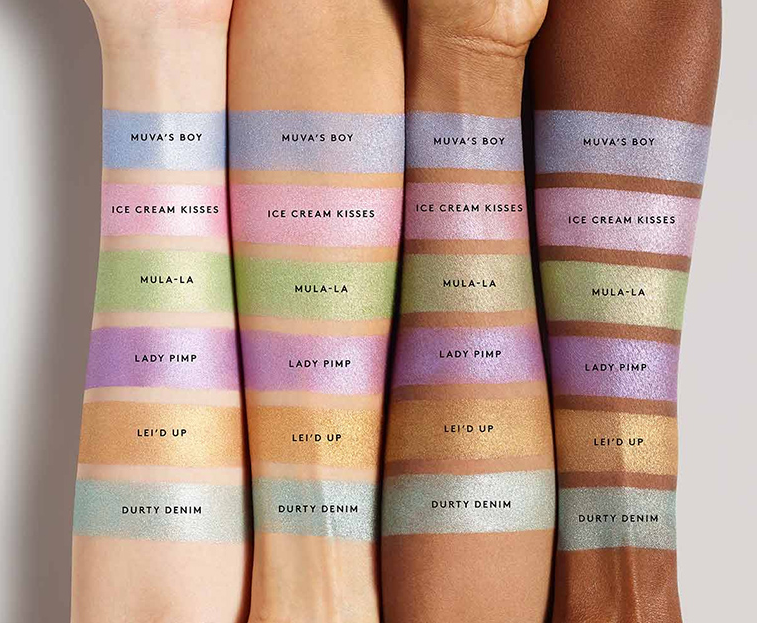 MUVA'S BOY
MUVA'S BOY
MUVA'S BOY
MUVA'S BOY
ICE CREAM KISSES
ICE CREAM KISSES
ICE CREAM KISSES
ICE CREAM KISSES
MULA-LA
MULA-LA
MULA-LA
MULA-LA
LADY PIMP
LADY PIMP
LADY PIMP
LADY PIMP
LEI'D UP
LEI'D UP
LEI'D UP
LEI'D UP
DURTY DENIM
DURTY DENIM
DURTY DENIM
DURTY DENIM